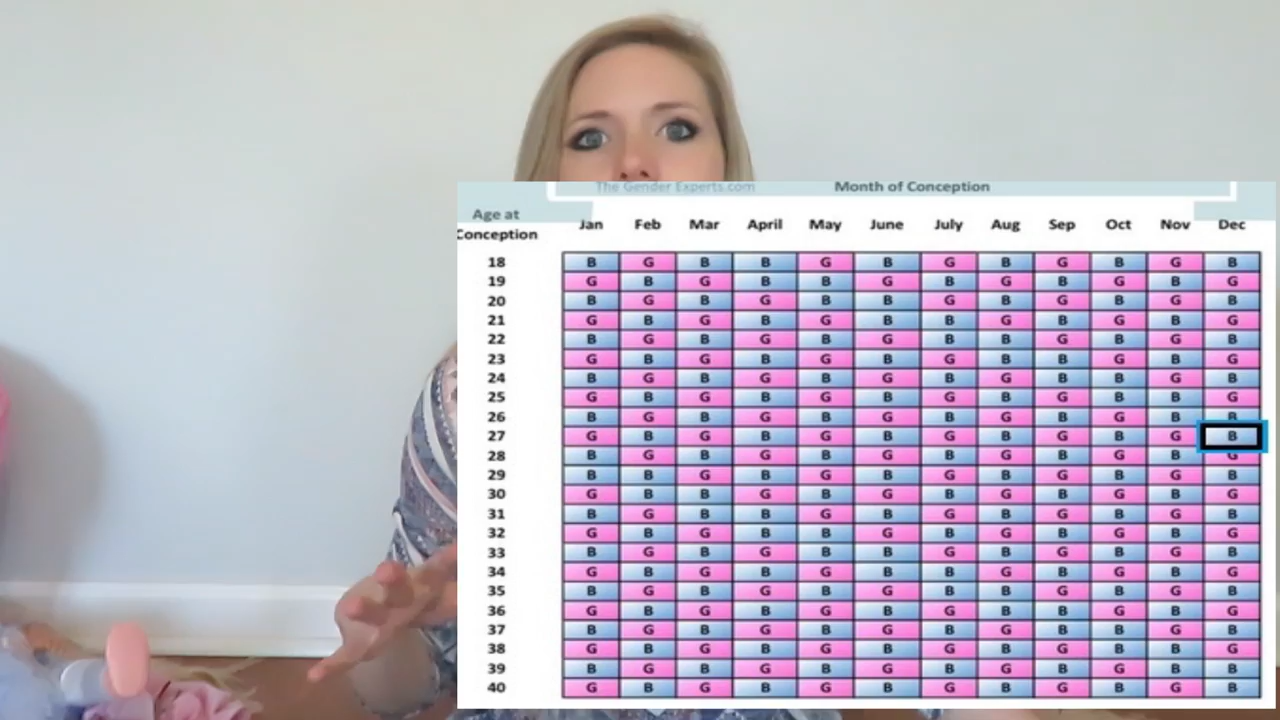 The Gender Experts.com Month of Conception
Age at
Conception
Jan Feb Mar April May June July Aug Sep Oct Nov Dec
18 B G B B G B G B G B G B
19 G B G B B G B G B G B G
20 B G B G B B G B G B G B
21 G B G B G B B G B G B G
22 B G B G B G B B G B G B
23 G B G B G B G B B G B G
24 B G B G B G B G B B G B
25 G B G B G B G B G B B G
26 B G B G B G B G B G B B
27 G B G B G B G B G B G B
28 B G B G B G B G B G B G
29 B B G B G B G B G B G B
30 G B B G B G B G B G B G
31 B G B B G B G B G B G B
32 G B G B B G B G B G B G
33 B G B G B B G B G B G B
34 G B G B G B B G B G B G
35 B G B G B G B B G B G B
36 G B G B G B G B B G B G
37 B G B G B G B G B B G B
38 G B G B G B G B G B B G
39 B G B G B G B G B G B B
40 G B G B G B G B G B G B